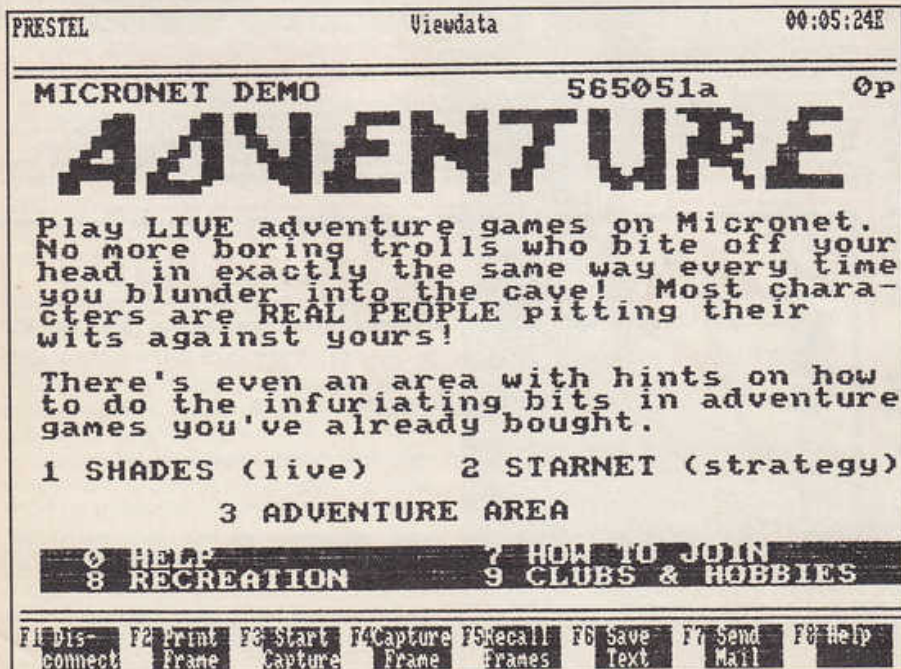 PRESTEL Viewdata 00:05:24E
MICRONET DEMO 565051a 0p
ADVENTURE
Play LIVE adventure games on Micronet.
No more boring trolls who bite off your
head in exactly the same way every time
you blunder into the cave! Most chara-
cters are REAL PEOPLE pitting their
wits against yours!
There's even an area with hints on how
to do the infuriating bits in adventure
games you've already bought.
1 SHADES (live) 2 STARNET (strategy)
3 ADVENTURE AREA
0 HELP 7 HOW TO JOIN
8 RECREATION 9 CLUBS & HOBBIES
F1 Dis- F2 Print F3 Start F4 Capture F5 Recall F6 Save F7 Send F8 Help
connect Frame Capture Frame Frames Text Mail